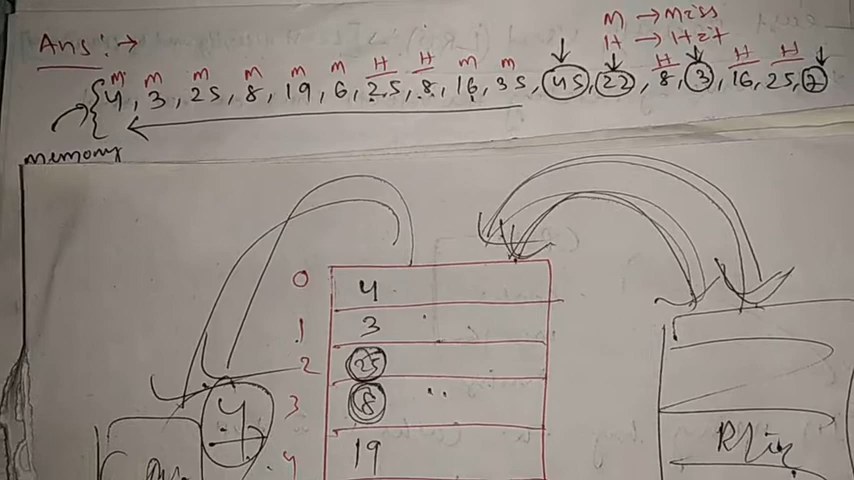 M → Miss
Ans: → H → Hit
M M M M M M H H M M H H H
{4, 3, 25, 8, 19, 6, 25, 8, 16, 35, 45, 22, 8, 3, 16, 25, 7
memory
0 4
1 3
2 25
3 8
4 19
4